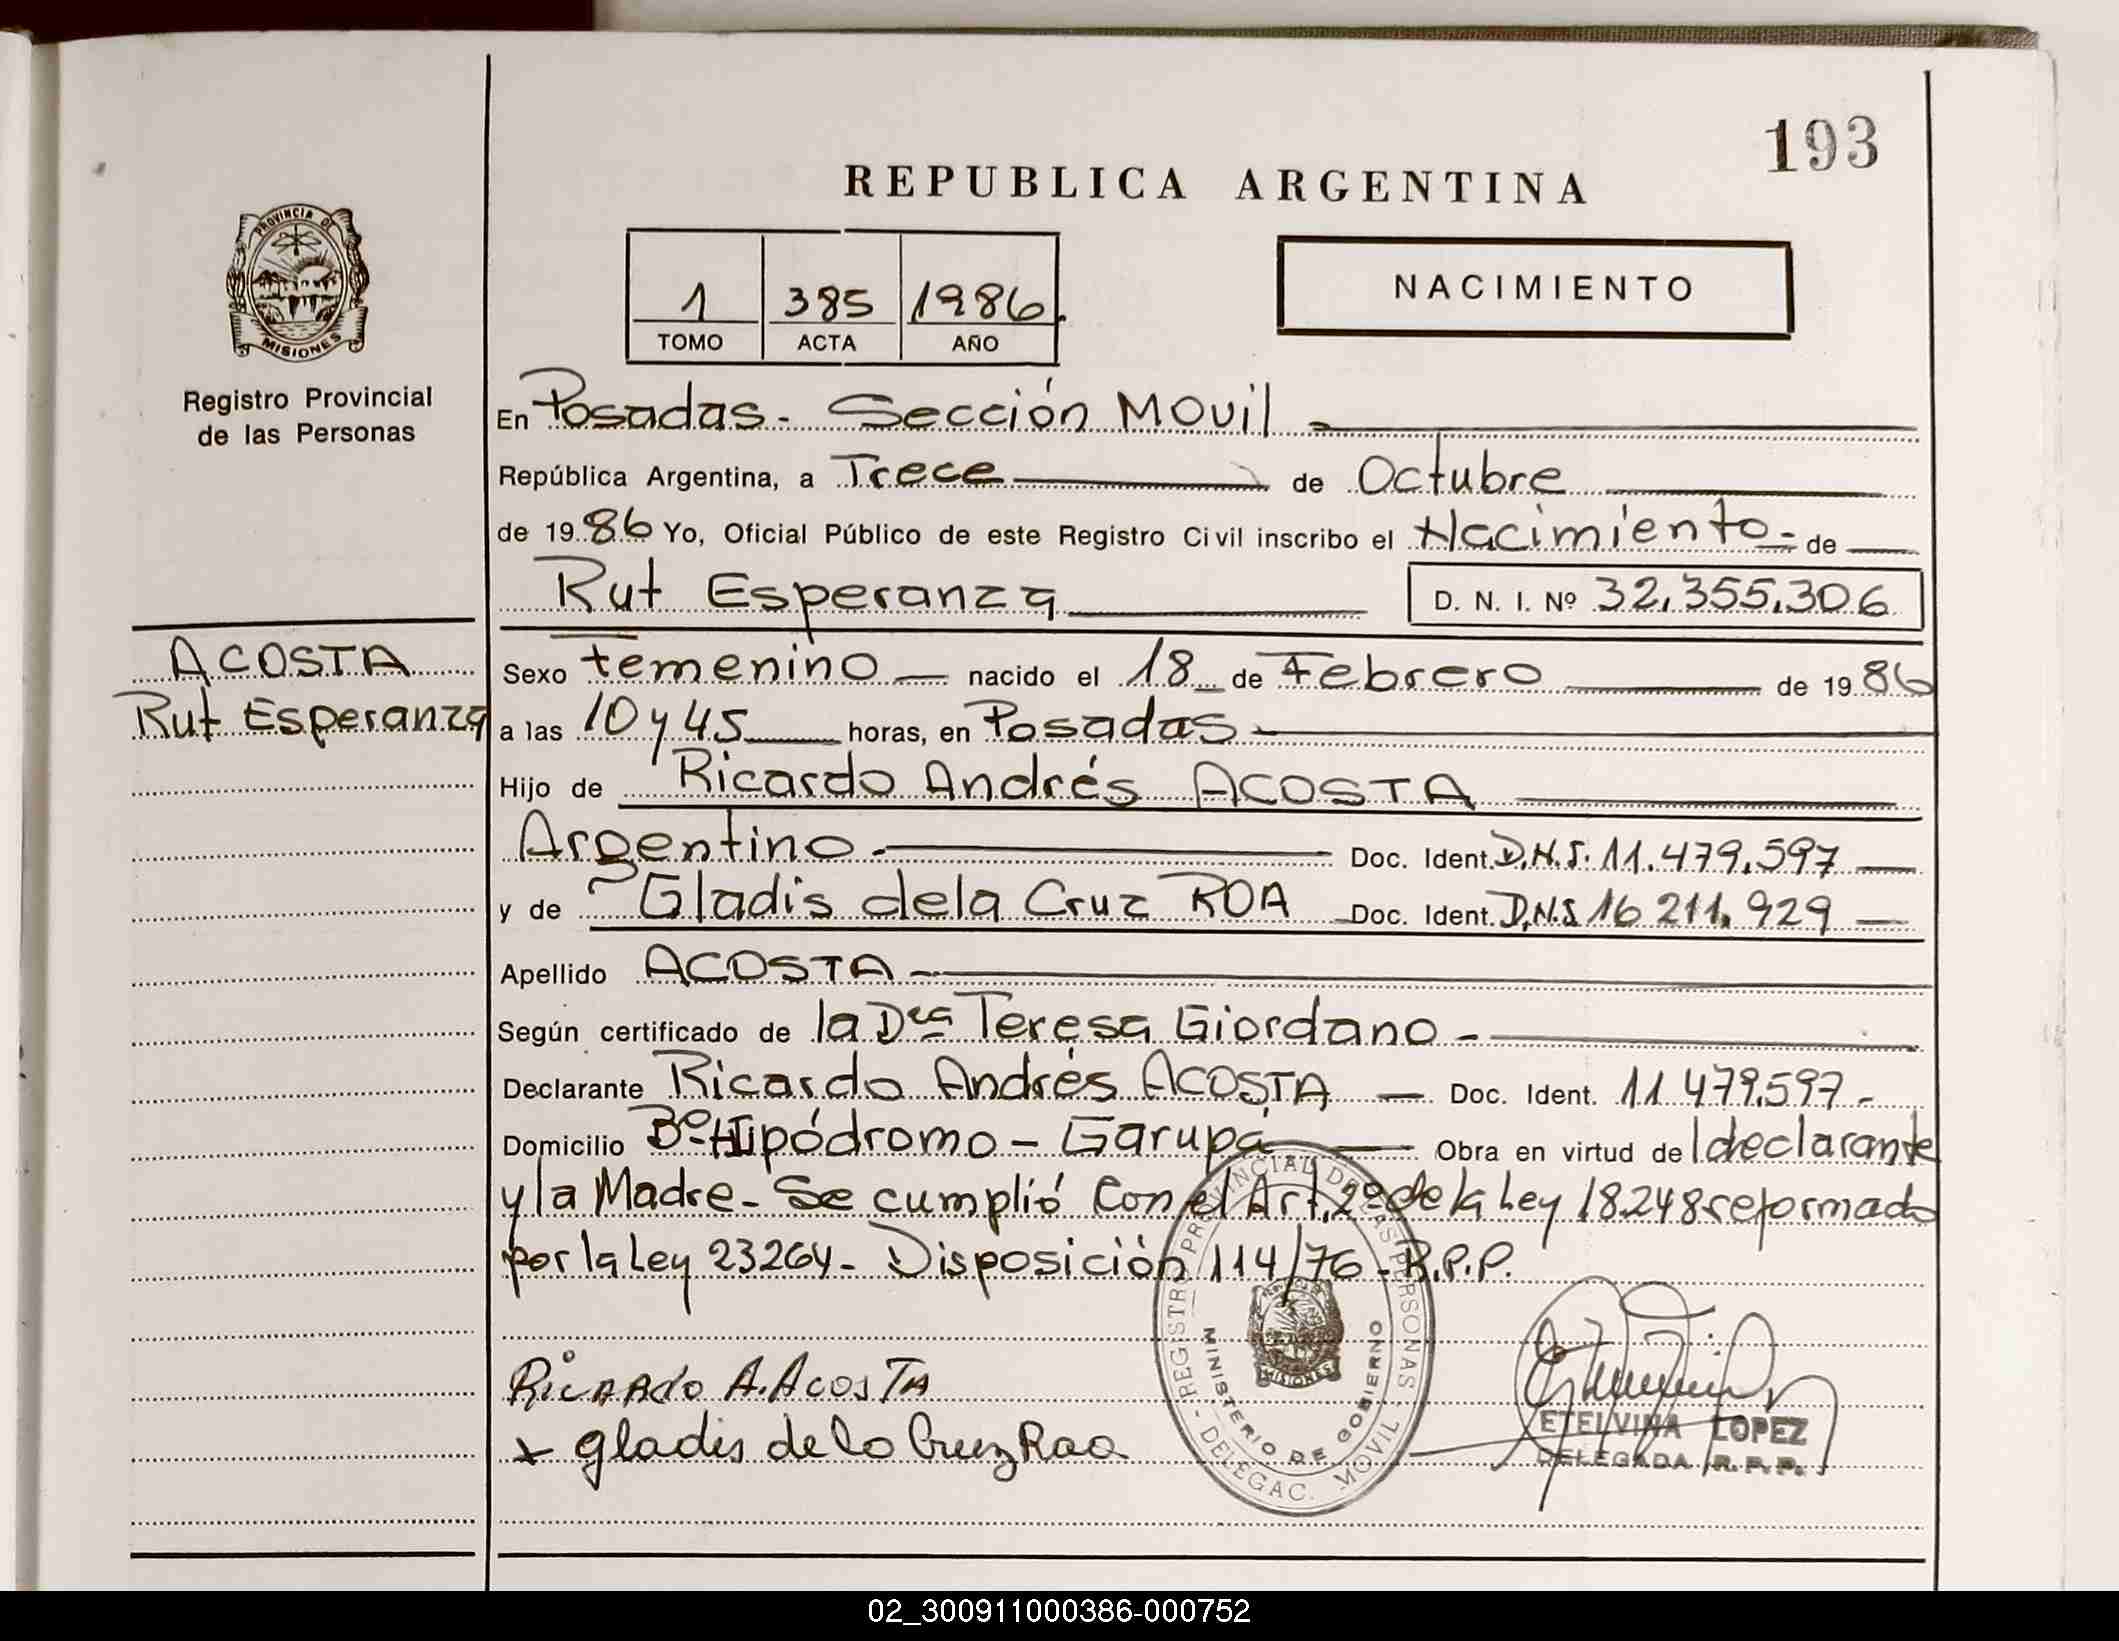 193
REPUBLICA ARGENTINA
PROVINCIA DE
MISIONES
Registro Provincial
de las Personas
1 385 1986
TOMO ACTA AÑO
NACIMIENTO
En Posadas - Sección Movil
República Argentina, a Trece de Octubre
de 1986 Yo, Oficial Público de este Registro Civil inscribo el Nacimiento - de
Rut Esperanza D. N. I. Nº 32,355,306
ACOSTA
Rut Esperanza
Sexo Femenino nacido el 18 de Febrero de 1986
a las 10 y 45 horas, en Posadas
Hijo de Ricardo Andrés ACOSTA
Argentino Doc. Ident. D.N.I. 11.479,597
y de Gladis dela Cruz ROA Doc. Ident. D.N.I. 16 211,929
Apellido ACOSTA
Según certificado de la Dra Teresa Giordano -
Declarante Ricardo Andrés ACOSTA Doc. Ident. 11 479,597 -
Domicilio Bº Hipódromo - Garupá Obra en virtud de l declarante
y la Madre - Se cumplió Con el Art. 2º de la Ley 18.248 reformado
por la Ley 23264 - Disposición 114/76 - R.P.P.
RicARdo A. AcosTA
x gladis de la Cruz Roa
REGISTRO PROVINCIAL DE LAS PERSONAS
MINISTERIO DE GOBIERNO
MISIONES
- DELEGAC. MOVIL -
ETELVINA LOPEZ
DELEGADA R.P.P.
02_300911000386-000752